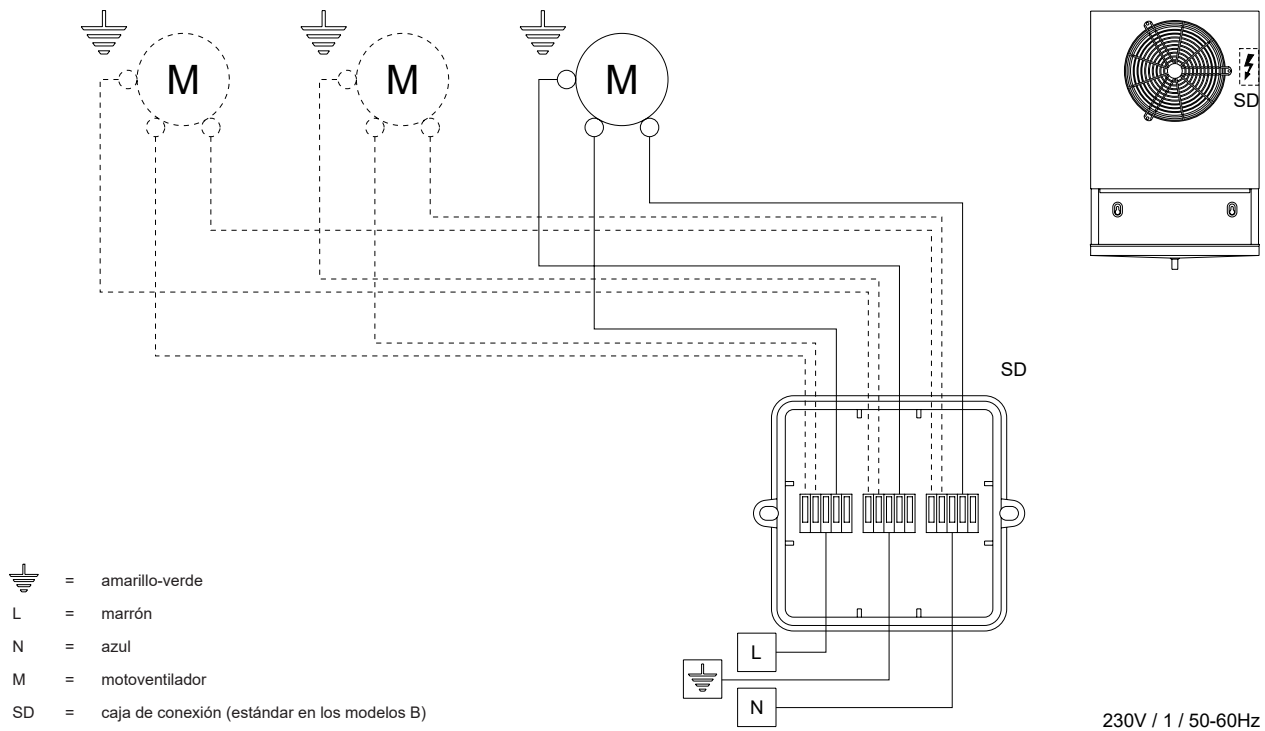 M M M
SD
SD
L
N
= amarillo-verde
L = marrón
N = azul
M = motoventilador
SD = caja de conexión (estándar en los modelos B)
230V / 1 / 50-60Hz